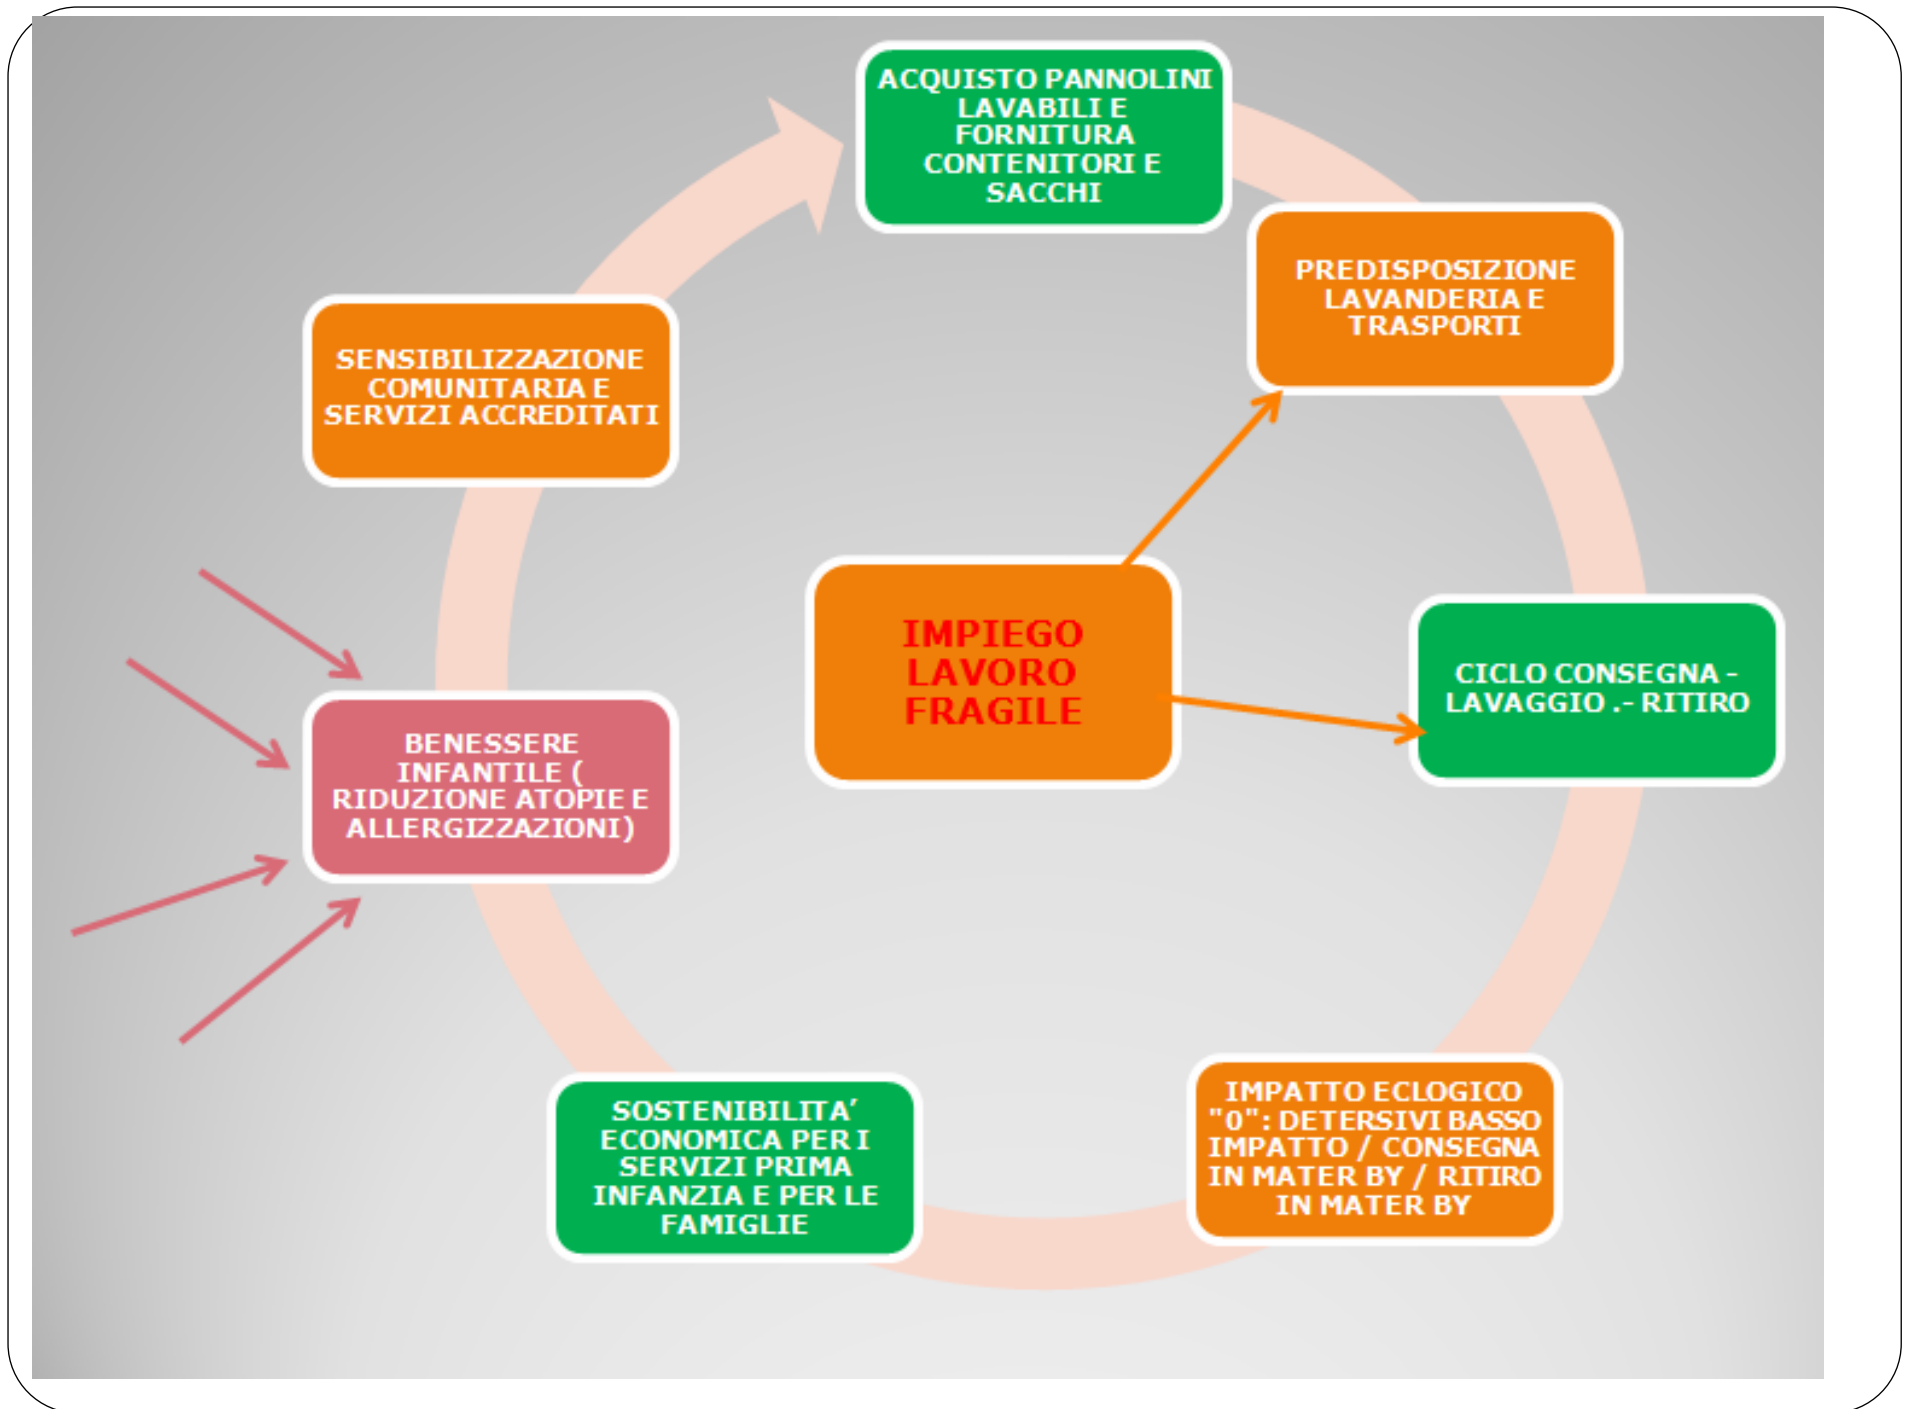 ACQUISTO PANNOLINI
LAVABILI E
FORNITURA
CONTENITORI E
SACCHI
PREDISPOSIZIONE
LAVANDERIA E
TRASPORTI
SENSIBILIZZAZIONE
COMUNITARIA E
SERVIZI ACCREDITATI
IMPIEGO
LAVORO
FRAGILE
CICLO CONSEGNA -
LAVAGGIO .- RITIRO
BENESSERE
INFANTILE (
RIDUZIONE ATOPIE E
ALLERGIZZAZIONI)
IMPATTO ECLOGICO
"0": DETERSIVI BASSO
IMPATTO / CONSEGNA
IN MATER BY / RITIRO
IN MATER BY
SOSTENIBILITA’
ECONOMICA PER I
SERVIZI PRIMA
INFANZIA E PER LE
FAMIGLIE